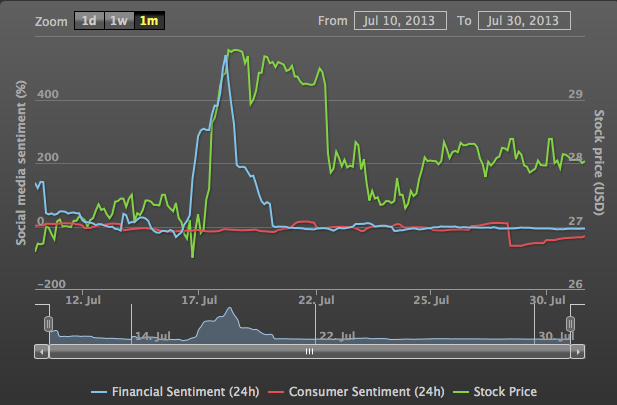 Zoom 1d 1w 1m From Jul 10, 2013 To Jul 30, 2013
Social media sentiment (%)
400
200
0
-200
29
28
27
26
Stock price (USD)
12. Jul 17. Jul 22. Jul 25. Jul 30. Jul
14. Jul 22. Jul 30. Jul
Financial Sentiment (24h) Consumer Sentiment (24h) Stock Price